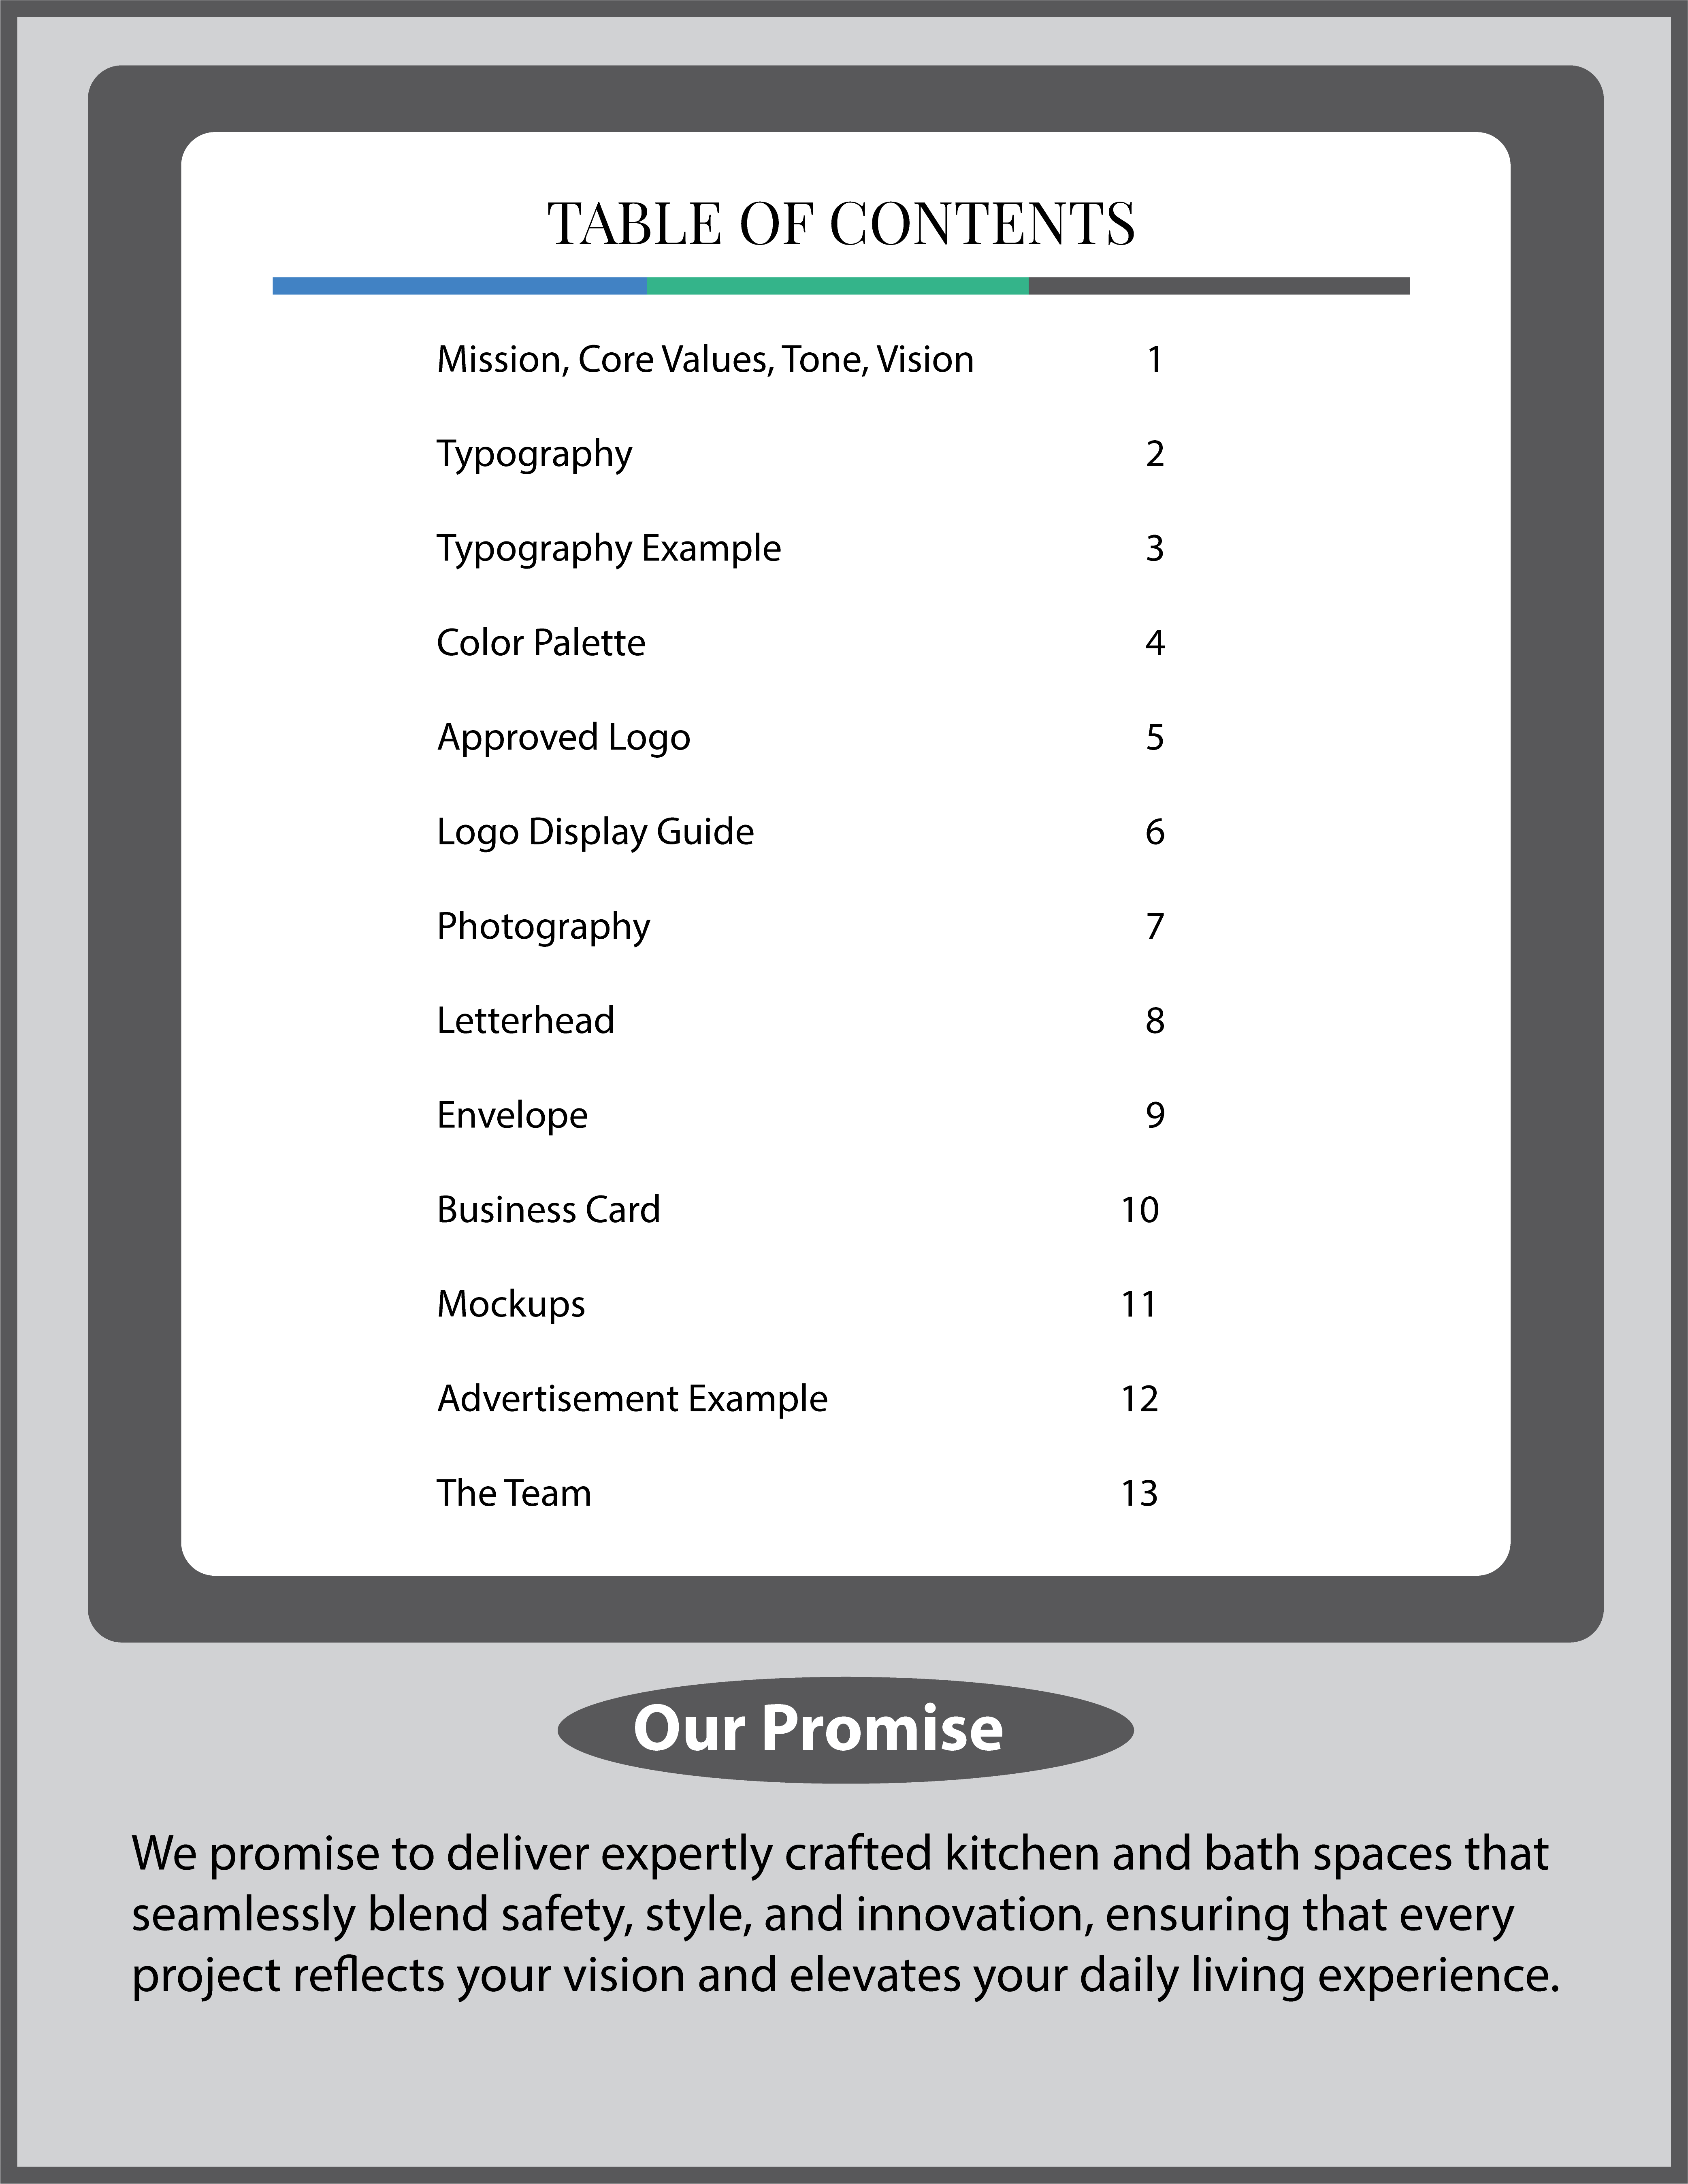 TABLE OF CONTENTS
Mission, Core Values, Tone, Vision 1
Typography 2
Typography Example 3
Color Palette 4
Approved Logo 5
Logo Display Guide 6
Photography 7
Letterhead 8
Envelope 9
Business Card 10
Mockups 11
Advertisement Example 12
The Team 13
Our Promise
We promise to deliver expertly crafted kitchen and bath spaces that
seamlessly blend safety, style, and innovation, ensuring that every
project reflects your vision and elevates your daily living experience.